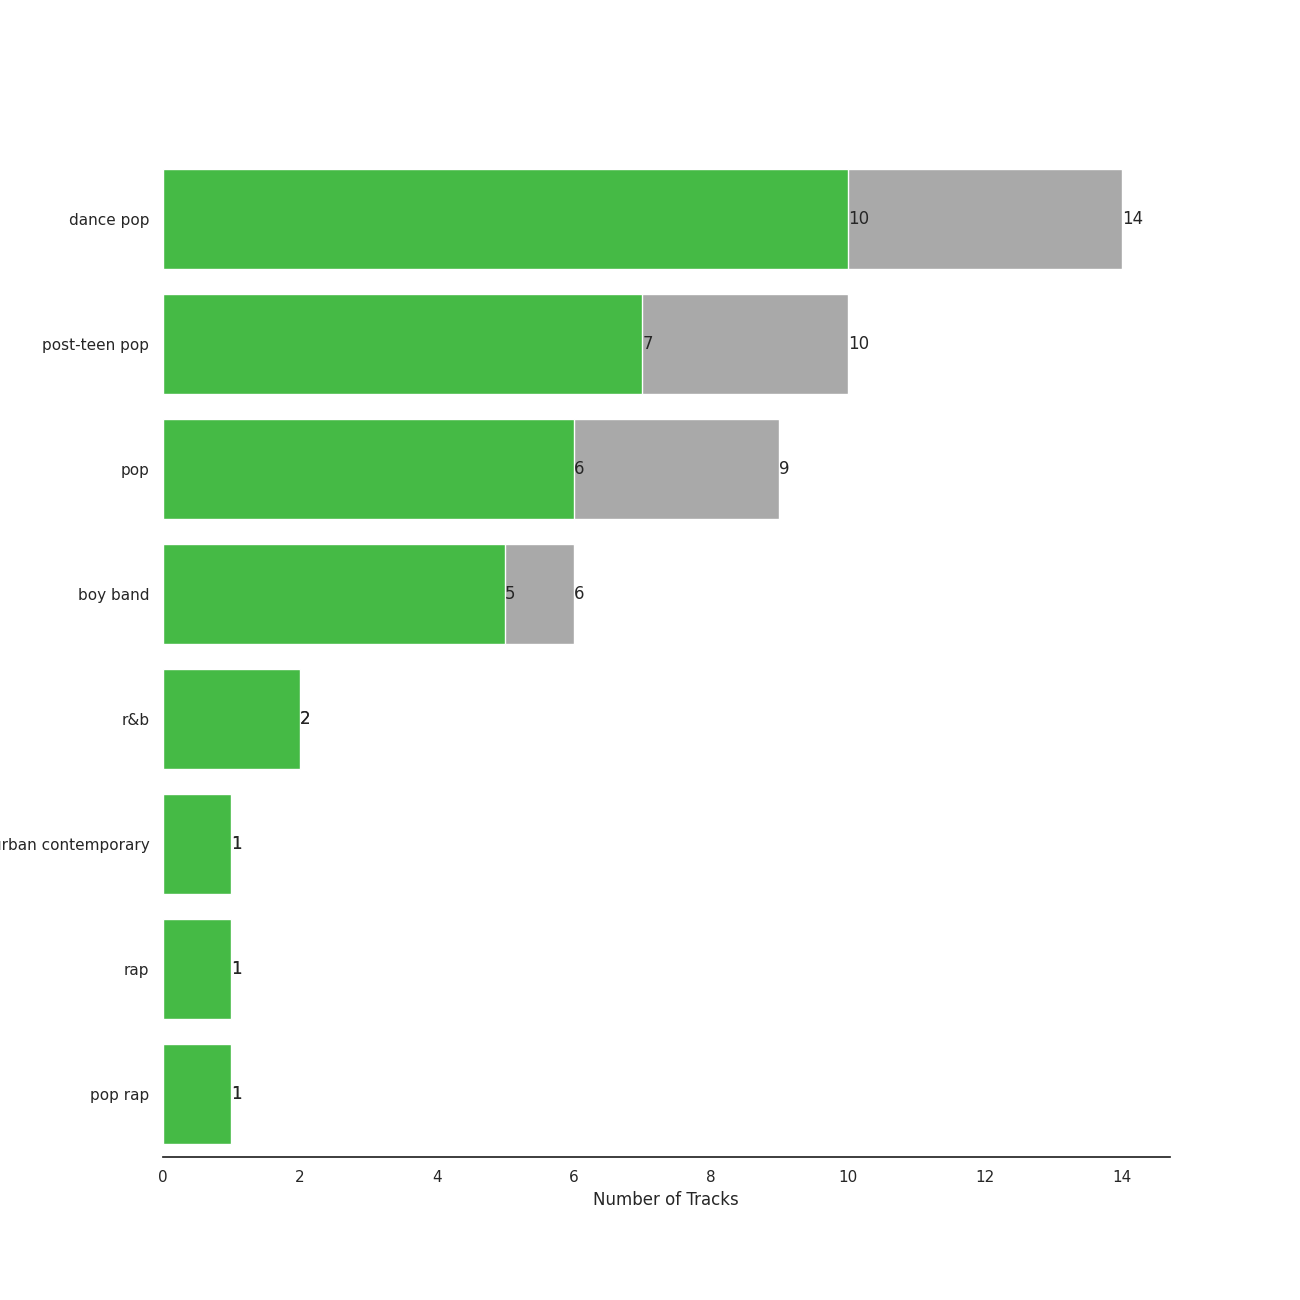 dance pop 10 14
post-teen pop 7 10
pop 6 9
boy band 5 6
r&b 2
rban contemporary 1
rap 1
pop rap 1
0 2 4 6 8 10 12 14
Number of Tracks